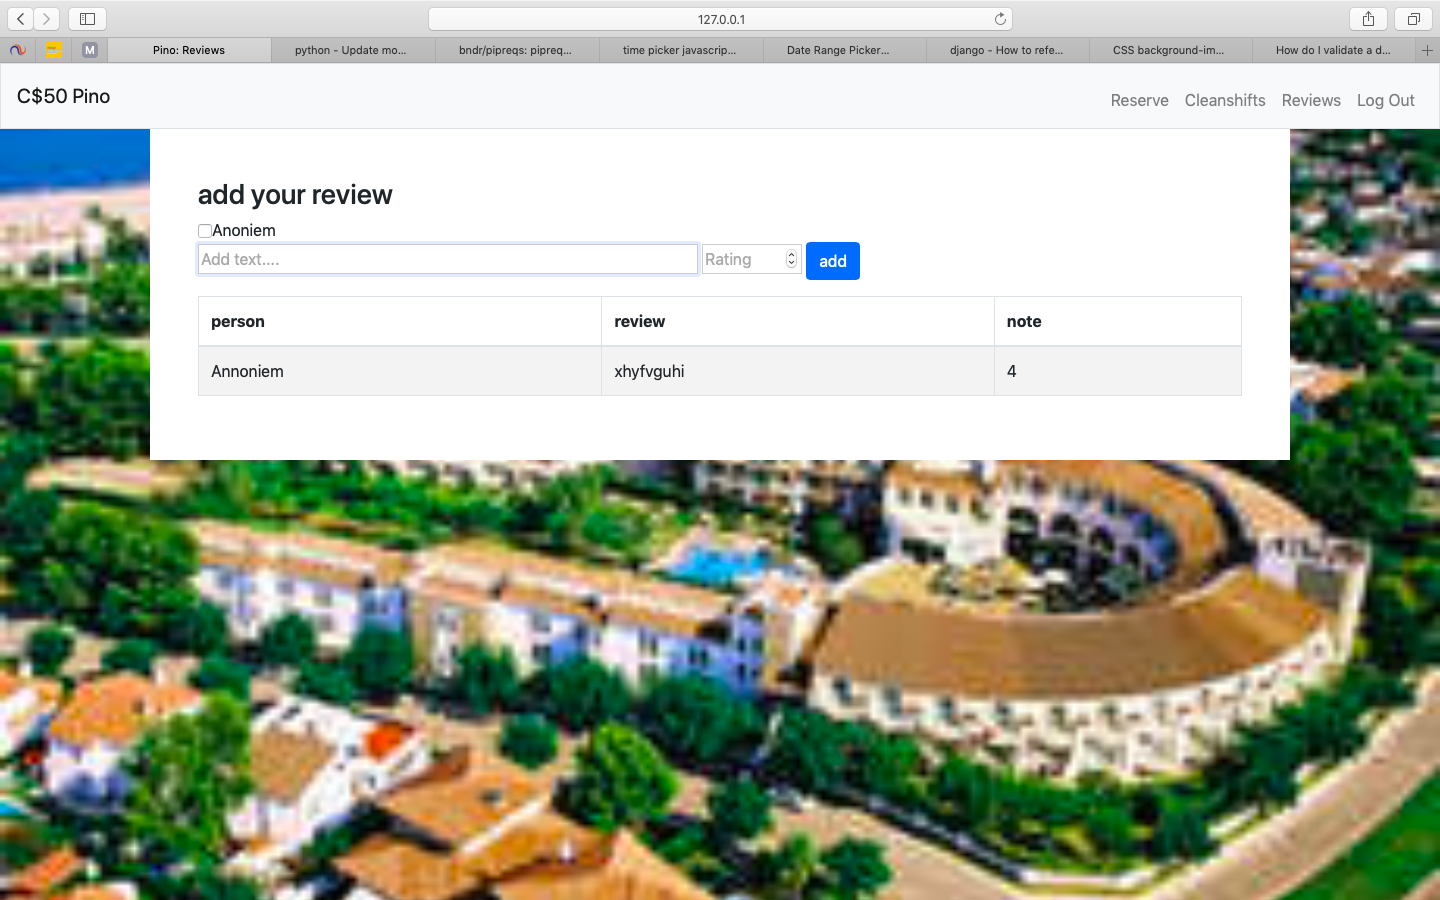 127.0.0.1
M
Pino: Reviews
python - Update mo...
bndr/pipreqs: pipreq...
time picker javascrip...
Date Range Picker...
django - How to refe...
CSS background-im...
How do I validate a d...
C$50 Pino
Reserve Cleanshifts Reviews Log Out
add your review
Anoniem
Add text.... Rating add
person review note
Annoniem xhyfvguhi 4